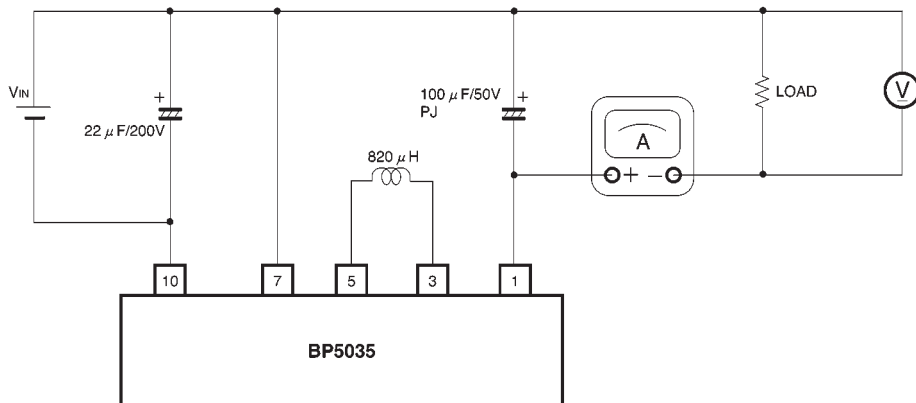 VIN
+
22 μF/200V
100 μF/50V
PJ
+
820 μH
A
+ −
LOAD
V
10
7
5
3
1
BP5035